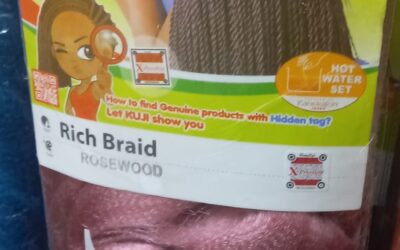 HOT
WATER
SET
How to find Genuine products with Hidden tag?
Let KUJI show you
Rich Braid
ROSEWOOD